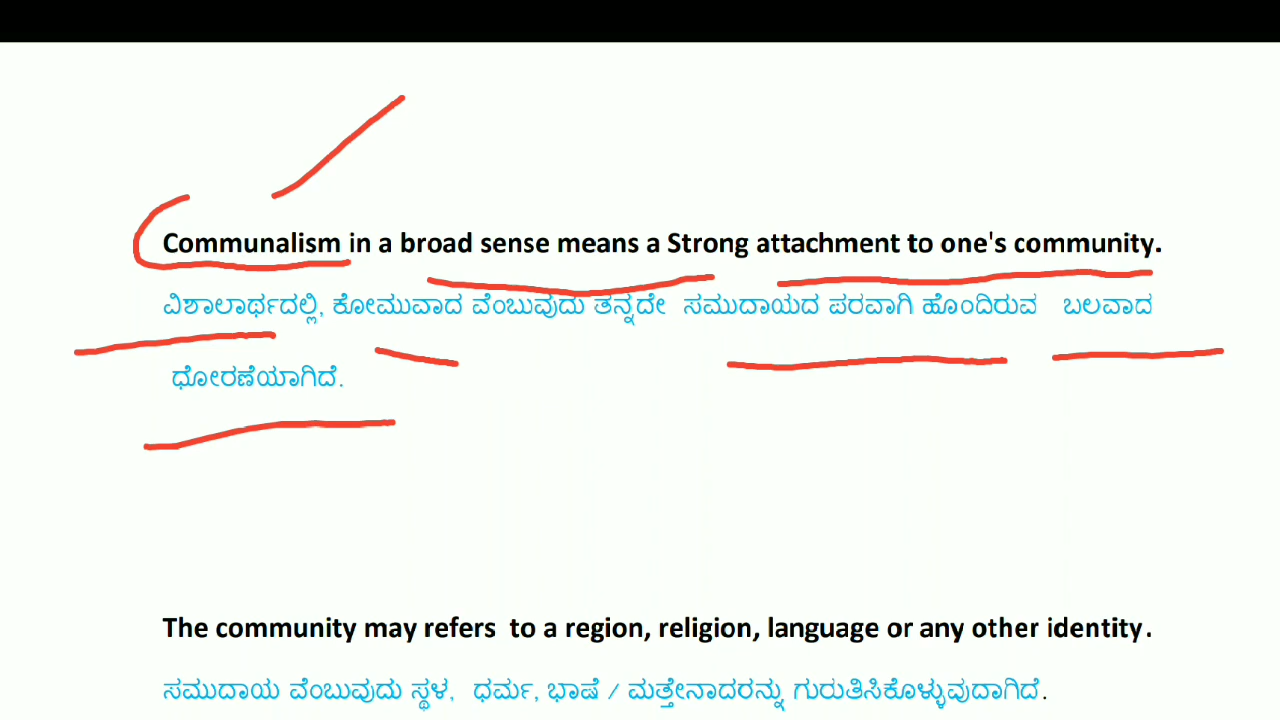 Communalism in a broad sense means a Strong attachment to one's community.
ವಿಶಾಲಾರ್ಥದಲ್ಲಿ, ಕೋಮುವಾದ ವೆಂಬುವುದು ತನ್ನದೇ ಸಮುದಾಯದ ಪರವಾಗಿ ಹೊಂದಿರುವ ಬಲವಾದ
ಧೋರಣೆಯಾಗಿದೆ.
The community may refers to a region, religion, language or any other identity.
ಸಮುದಾಯ ವೆಂಬುವುದು ಸ್ಥಳ, ಧರ್ಮ, ಭಾಷೆ / ಮತ್ತೇನಾದರನ್ನು ಗುರುತಿಸಿಕೊಳ್ಳುವುದಾಗಿದೆ.